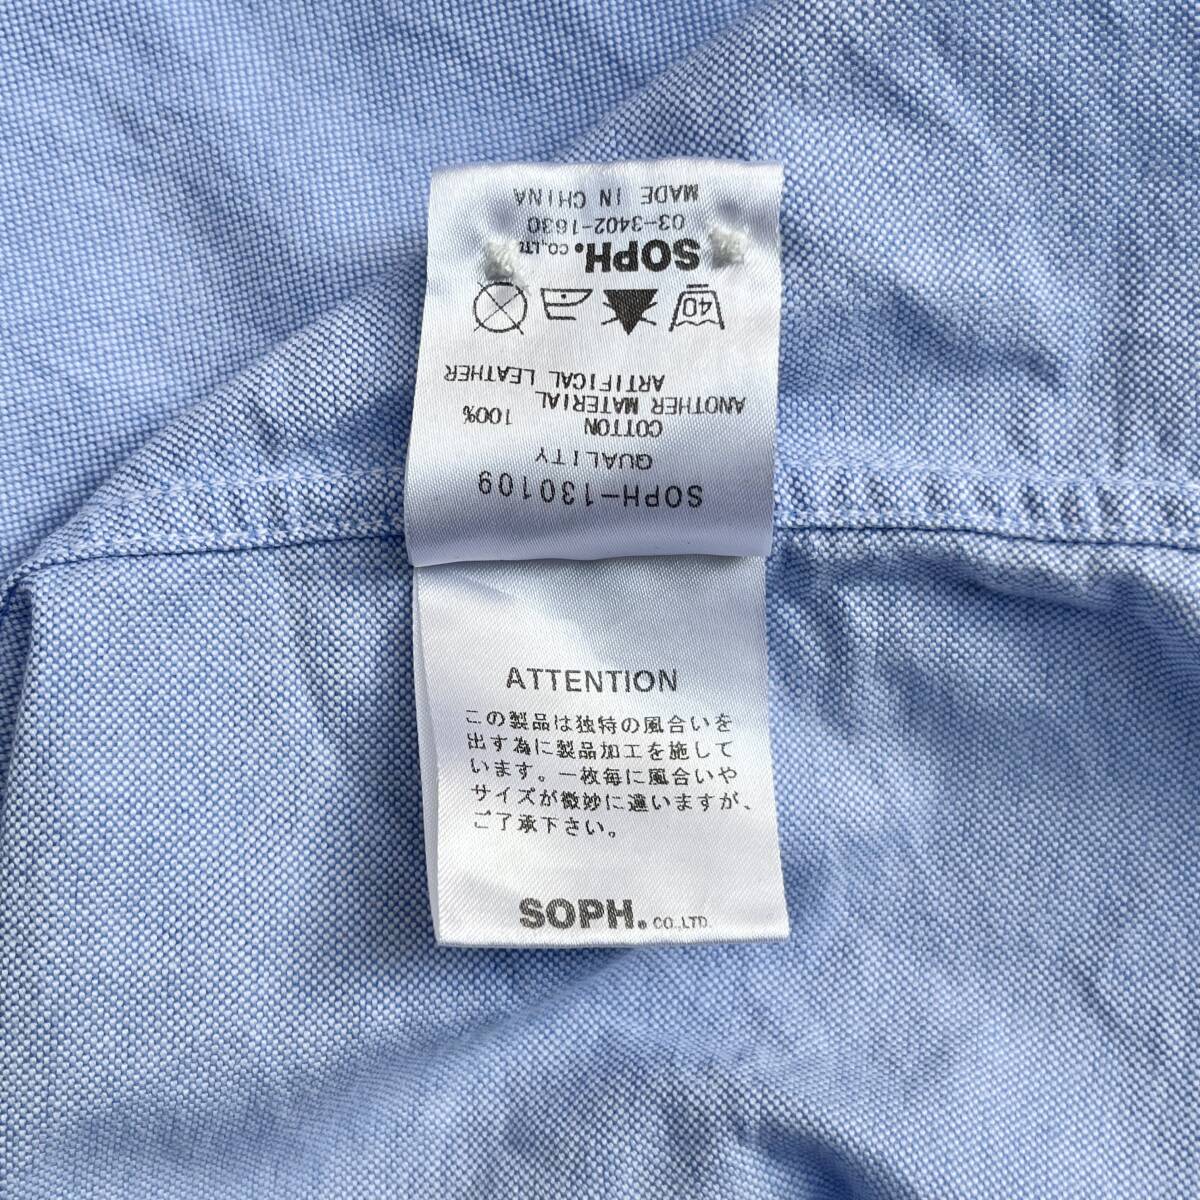 SOPH-130109
QUALITY
COTTON 100%
ANOTHER MATERIAL
ARTIFICAL LEATHER
40
SOPH. CO.,LTD
03-3402-1630
MADE IN CHINA
ATTENTION
この製品は独特の風合いを
出す為に製品加工を施して
います。一枚毎に風合いや
サイズが微妙に違いますが、
ご了承下さい。
SOPH. CO.,LTD.